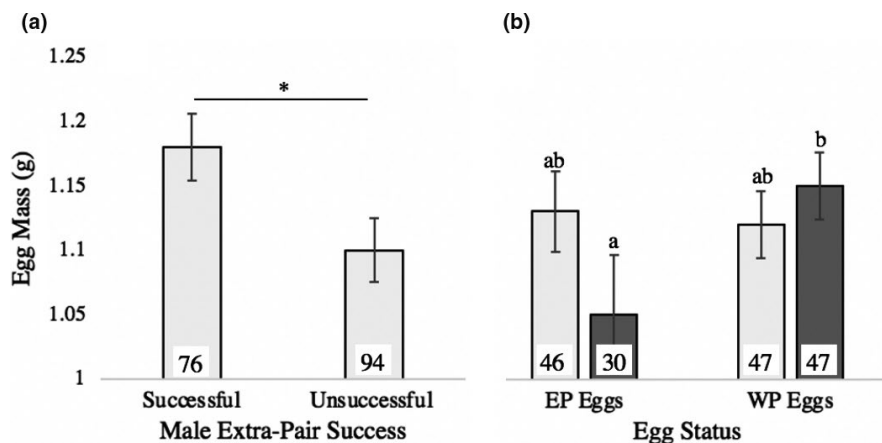 (a)
Egg Mass (g)
1.25
1.2
1.15
1.1
1.05
1
*
76
94
Successful Unsuccessful
Male Extra-Pair Success
(b)
ab
a
ab
b
46
30
47
47
EP Eggs WP Eggs
Egg Status